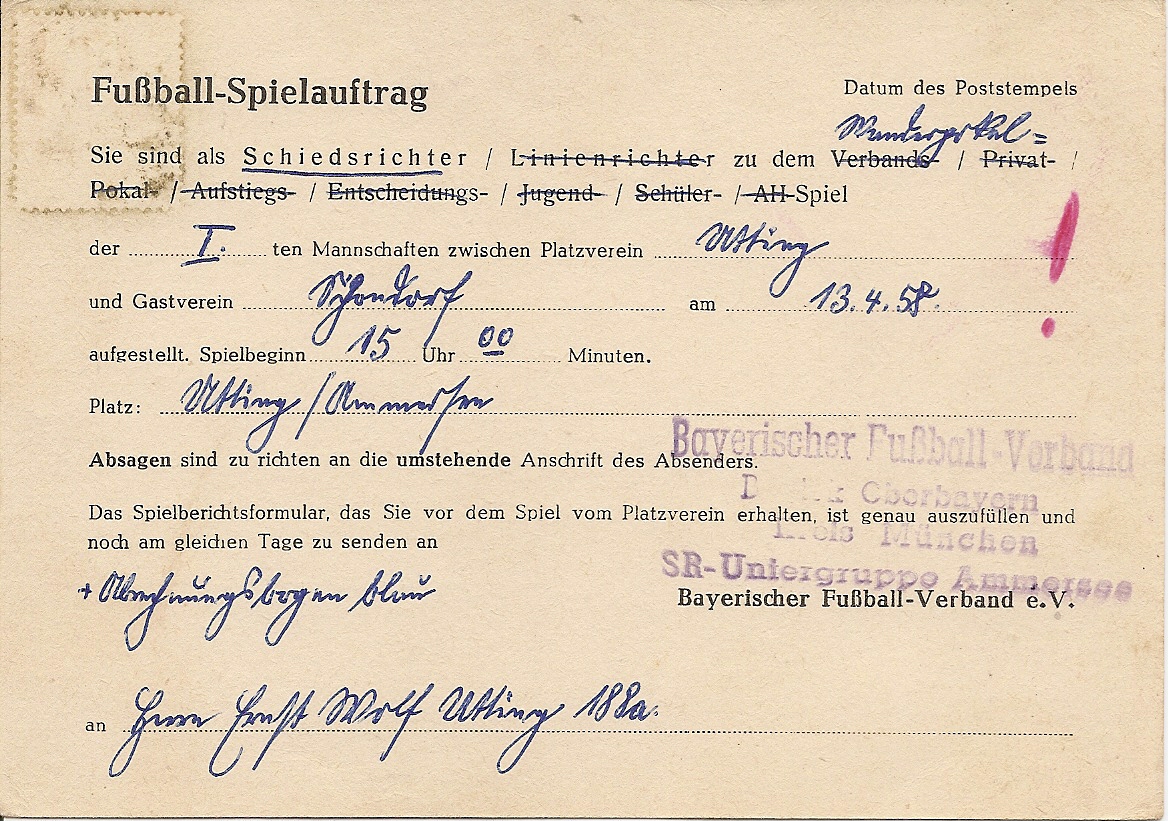 Fußball-Spielauftrag
Datum des Poststempels
Wanderpokal=
Sie sind als Schiedsrichter / Linienrichter zu dem Verbands- / Privat- /
Pokal- / Aufstiegs- / Entscheidungs- / Jugend- / Schüler- / AH-Spiel
der I. ten Mannschaften zwischen Platzverein Utting
und Gastverein Schondorf am 13.4.58. !
aufgestellt. Spielbeginn 15 Uhr 00 Minuten.
Platz: Utting / Ammersee
Absagen sind zu richten an die umstehende Anschrift des Absenders.
Bayerischer Fußball-Verband
Bezirk Oberbayern
Kreis München
SR-Untergruppe Ammersee
Das Spielberichtsformular, das Sie vor dem Spiel vom Platzverein erhalten, ist genau auszufüllen und
noch am gleichen Tage zu senden an
+ Abrechnungsbogen blau
Bayerischer Fußball-Verband e.V.
an Herrn Ernst Wolf Utting 188a.